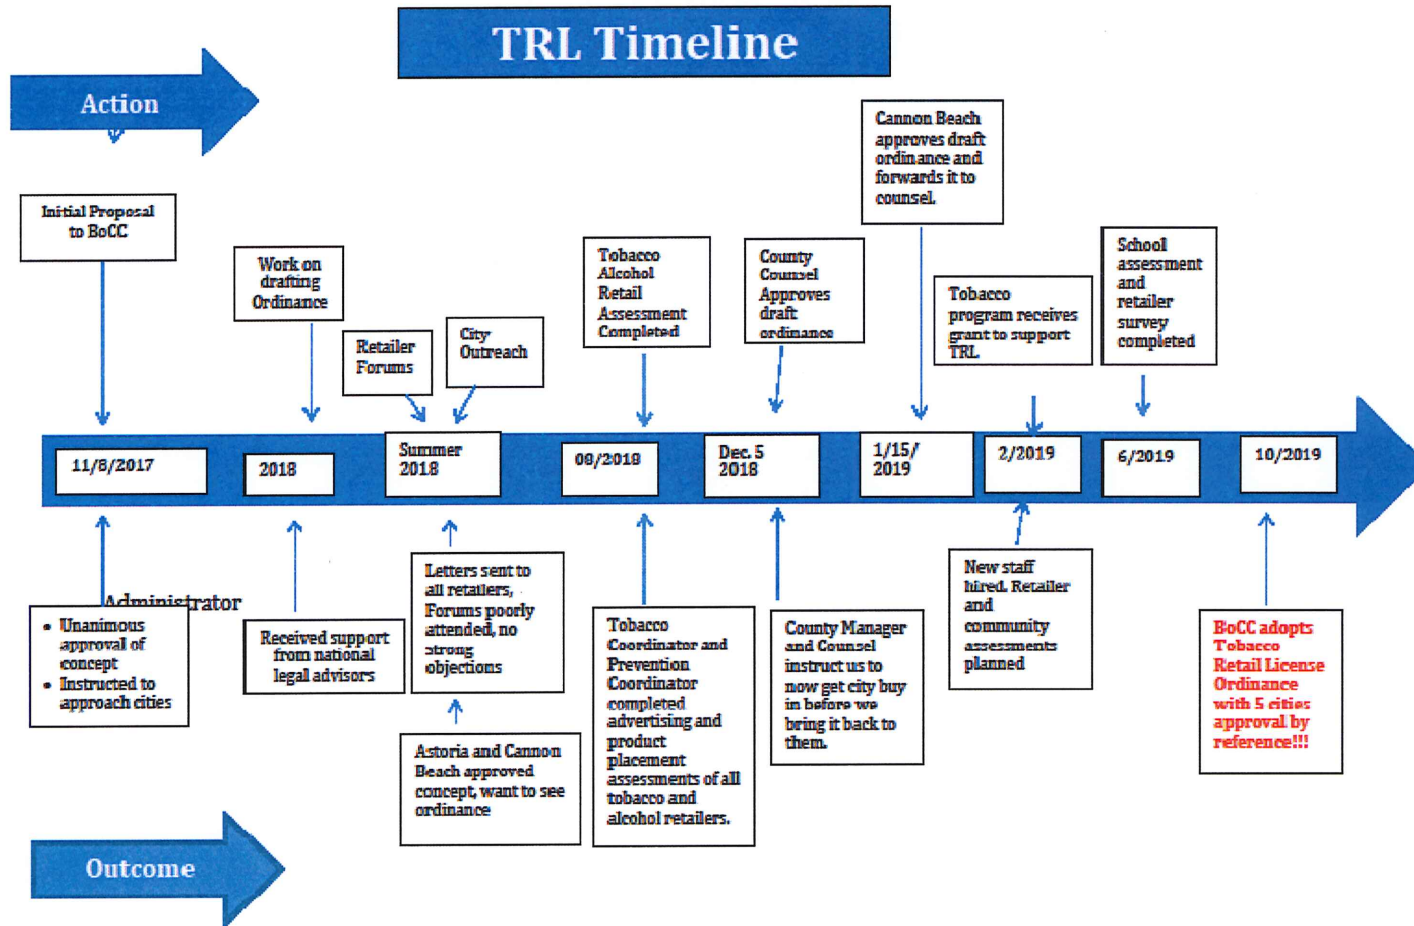 TRL Timeline
Action
Initial Proposal
to BoCC
Work on
drafting
Ordinance
Retailer
Forums
City
Outreach
Tobacco
Alcohol
Retail
Assessment
Completed
County
Counsel
Approves
draft
ordinance
Cannon Beach
approves draft
ordinance and
forwards it to
counsel.
Tobacco
program receives
grant to support
TRL
School
assessment
and
retailer
survey
completed
11/8/2017
2018
Summer
2018
08/2018
Dec. 5
2018
1/15/
2019
2/2019
6/2019
10/2019
Administrator
• Unanimous
approval of
concept
• Instructed to
approach cities
Received support
from national
legal advisors
Letters sent to
all retailers,
Forums poorly
attended, no
strong
objections
Astoria and Cannon
Beach approved
concept, want to see
ordinance
Tobacco
Coordinator and
Prevention
Coordinator
completed
advertising and
product
placement
assessments of all
tobacco and
alcohol retailers.
County Manager
and Counsel
instruct us to
now get city buy
in before we
bring it back to
them.
New staff
hired. Retailer
and
community
assessments
planned
BoCC adopts
Tobacco
Retail License
Ordinance
with 5 cities
approval by
reference!!!
Outcome